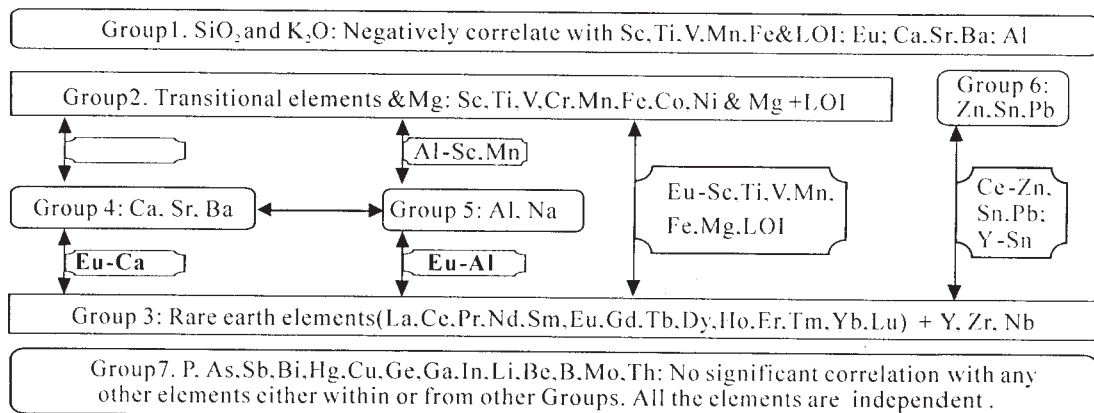 Group1. SiO₂ and K₂O: Negatively correlate with Sc,Ti,V,Mn,Fe&LOI; Eu; Ca,Sr,Ba; Al
Group2. Transitional elements &Mg: Sc,Ti,V,Cr,Mn,Fe,Co,Ni & Mg +LOI
Group 6:
Zn,Sn,Pb
Al-Sc,Mn
Eu-Sc,Ti,V,Mn,
Fe,Mg,LOI
Ce-Zn,
Sn,Pb;
Y-Sn
Group 4: Ca, Sr, Ba
Group 5: Al, Na
Eu-Ca
Eu-Al
Group 3: Rare earth elements(La,Ce,Pr,Nd,Sm,Eu,Gd,Tb,Dy,Ho,Er,Tm,Yb,Lu) + Y, Zr, Nb
Group7. P, As,Sb,Bi,Hg,Cu,Ge,Ga,In,Li,Be,B,Mo,Th: No significant correlation with any
other elements either within or from other Groups. All the elements are independent.